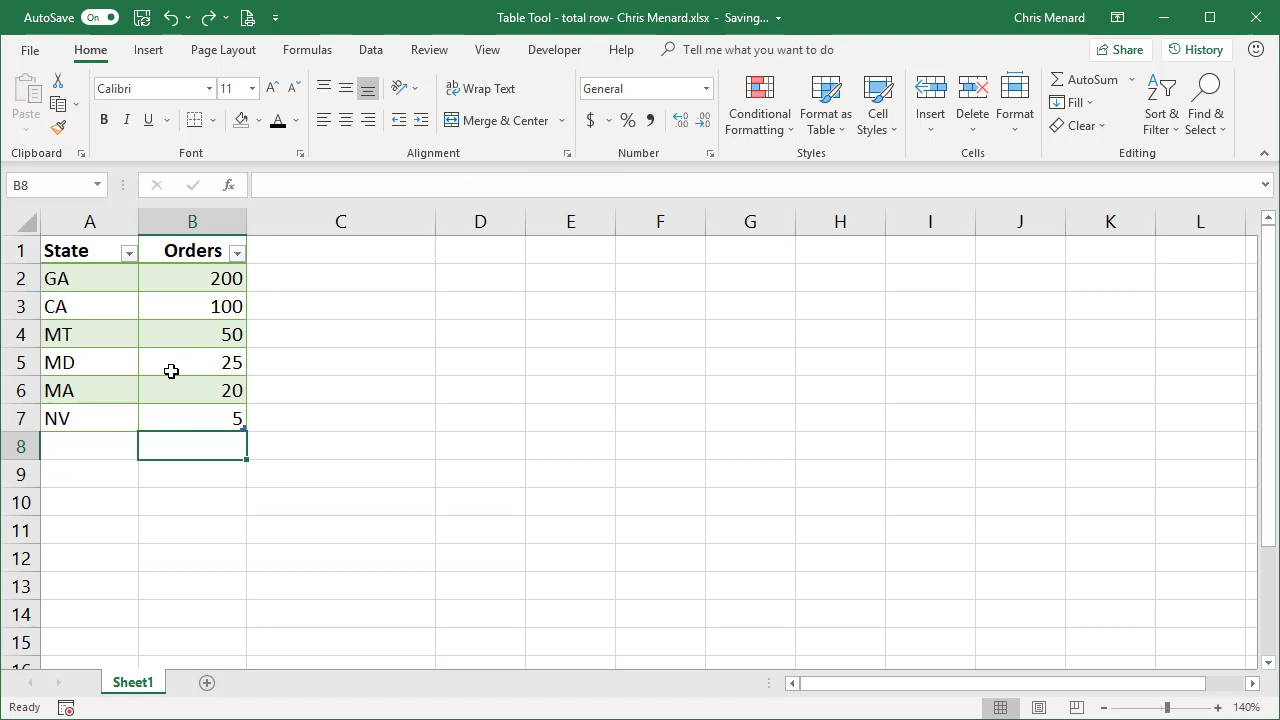 AutoSave On Table Tool - total row- Chris Menard.xlsx - Saving... Chris Menard
File Home Insert Page Layout Formulas Data Review View Developer Help Tell me what you want to do Share History
Paste Calibri 11 Wrap Text General Conditional Formatting Format as Table Cell Styles Insert Delete Format AutoSum Sort & Filter Find & Select
B I U Merge & Center $ % Fill
Clear
Clipboard Font Alignment Number Styles Cells Editing
B8 fx
A B C D E F G H I J K L
1 State Orders
2 GA 200
3 CA 100
4 MT 50
5 MD 25
6 MA 20
7 NV 5
8
9
10
11
12
13
14
15
Sheet1
Ready 140%